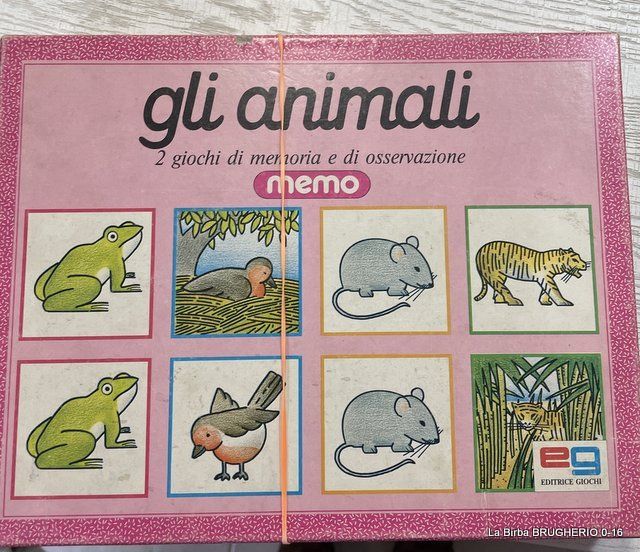 gli animali
2 giochi di memoria e di osservazione
memo
eg
EDITRICE GIOCHI
La Birba BRUGHERIO 0-16